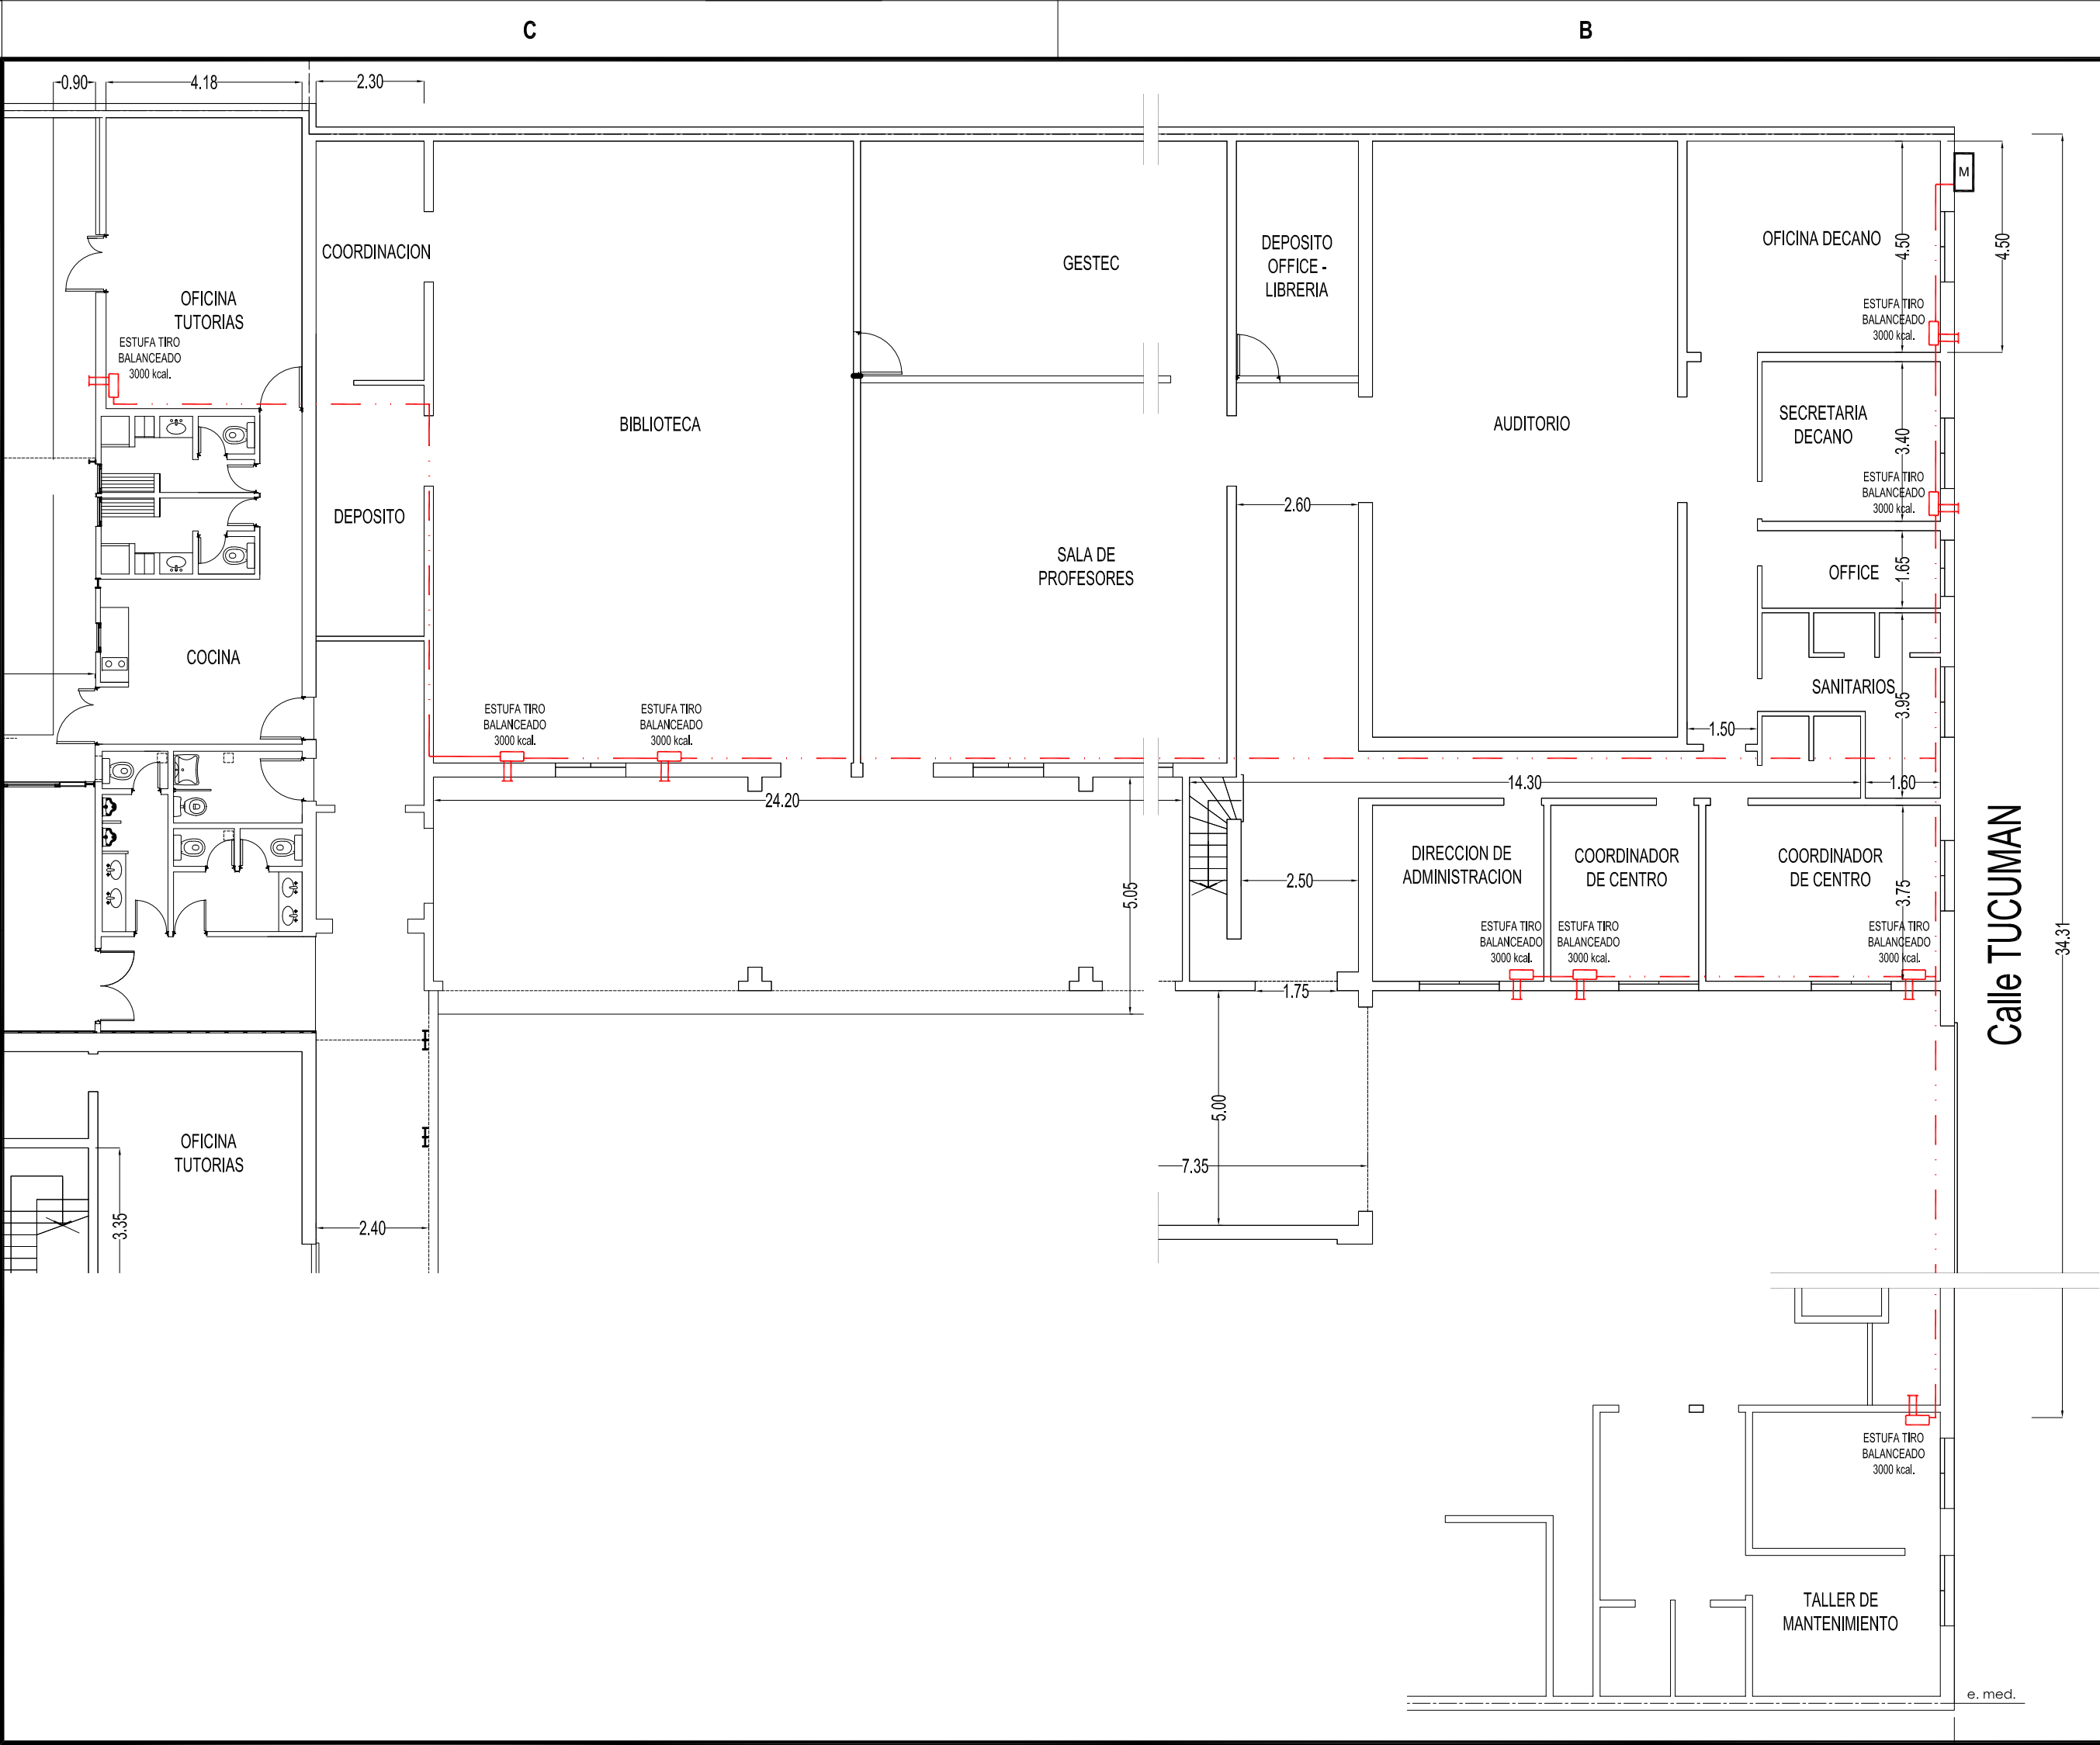 C
B
0.90
4.18
2.30
M
COORDINACION
GESTEC
DEPOSITO
OFFICE -
LIBRERIA
OFICINA DECANO
4.50
4.50
OFICINA
TUTORIAS
ESTUFA TIRO
BALANCEADO
3000 kcal.
ESTUFA TIRO
BALANCEADO
3000 kcal.
BIBLIOTECA
AUDITORIO
SECRETARIA
DECANO
3.40
ESTUFA TIRO
BALANCEADO
3000 kcal.
DEPOSITO
2.60
SALA DE
PROFESORES
OFFICE
1.65
COCINA
SANITARIOS
3.95
ESTUFA TIRO
BALANCEADO
3000 kcal.
ESTUFA TIRO
BALANCEADO
3000 kcal.
1.50
24.20
14.30
1.60
5.05
2.50
DIRECCION DE
ADMINISTRACION
COORDINADOR
DE CENTRO
COORDINADOR
DE CENTRO
3.75
ESTUFA TIRO
BALANCEADO
3000 kcal.
ESTUFA TIRO
BALANCEADO
3000 kcal.
ESTUFA TIRO
BALANCEADO
3000 kcal.
Calle TUCUMAN
34.31
1.75
5.00
7.35
OFICINA
TUTORIAS
3.35
2.40
ESTUFA TIRO
BALANCEADO
3000 kcal.
TALLER DE
MANTENIMIENTO
e. med.